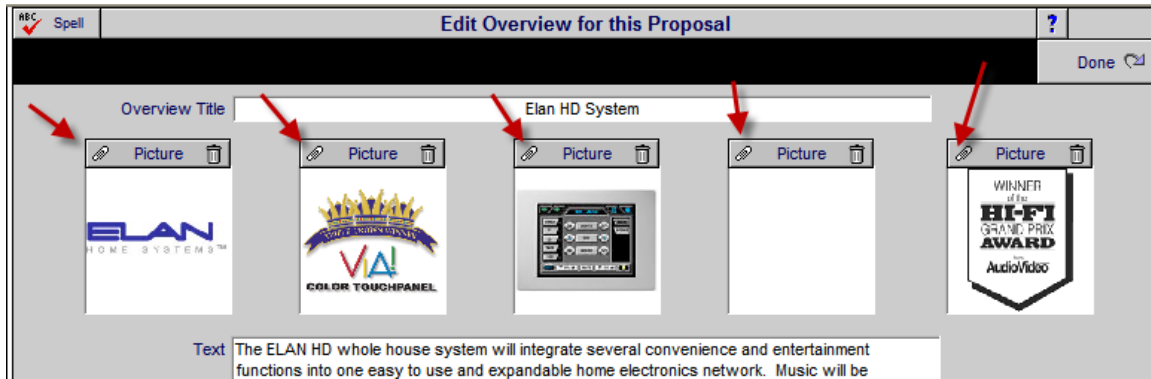 ABC Spell Edit Overview for this Proposal ?
Done
Overview Title Elan HD System
Picture Picture Picture Picture Picture
ELAN
HOME SYSTEMS™
VIA!
COLOR TOUCHPANEL
WINNER
of the
HI-FI
GRAND PRIX
AWARD
AudioVideo
Text The ELAN HD whole house system will integrate several convenience and entertainment
functions into one easy to use and expandable home electronics network. Music will be